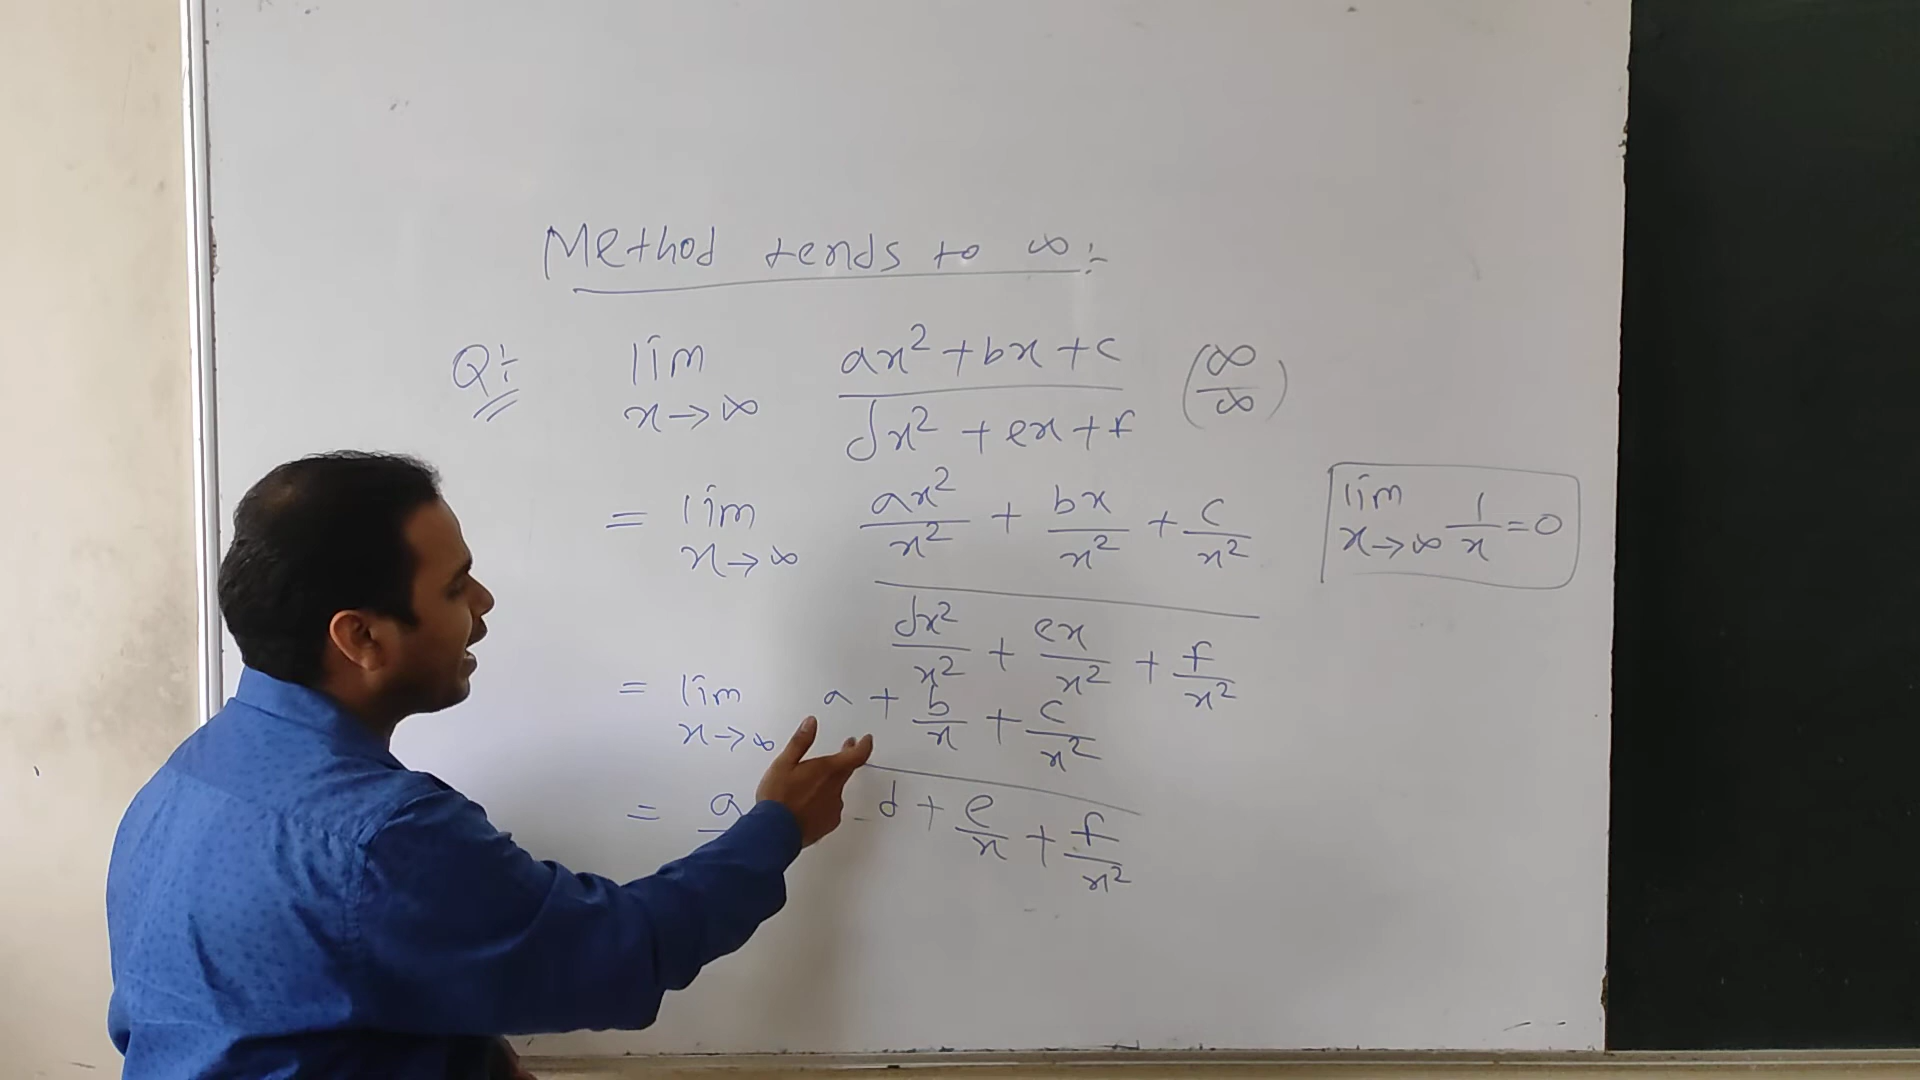 Method tends to ∞:-
Q:- lim x→∞ (ax² + bx + c)/(dx² + ex + f) (∞/∞)
= lim x→∞ (ax²/x² + bx/x² + c/x²)/(dx²/x² + ex/x² + f/x²)
lim x→∞ 1/x = 0
= lim x→∞ (a + b/x + c/x²)/(d + e/x + f/x²)
= a